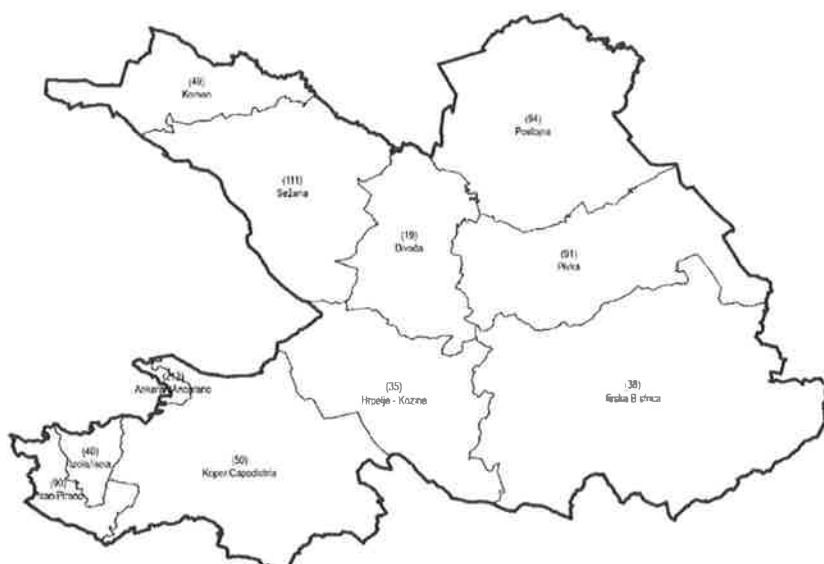 (49)
Komen
(94)
Postojna
(111)
Sežana
(19)
Divača
(91)
Pivka
(213)
Ankaran/Ancarano
(35)
Hrpelje - Kozina
(38)
Ilirska Bistrica
(40)
Izola/Isola
(50)
Koper/Capodistria
(90)
ran/Pirano